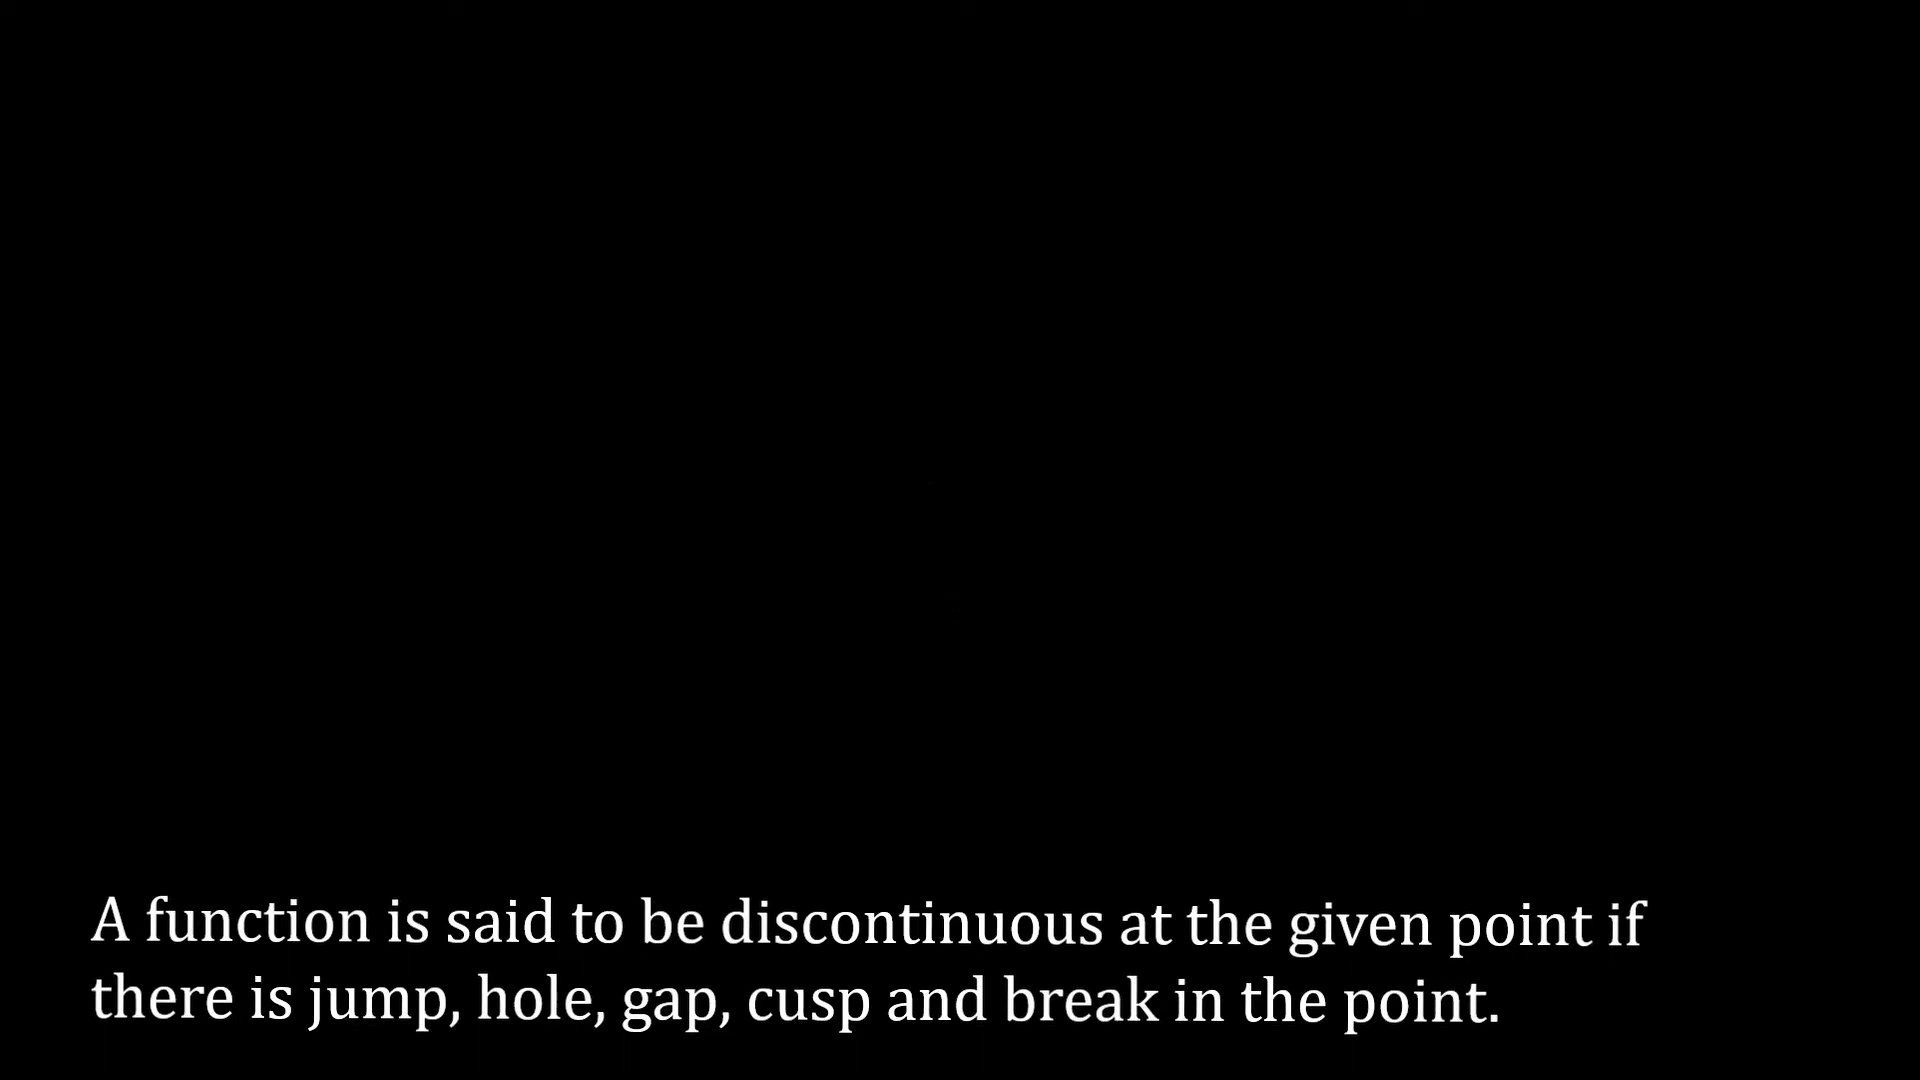 A function is said to be discontinuous at the given point if
there is jump, hole, gap, cusp and break in the point.